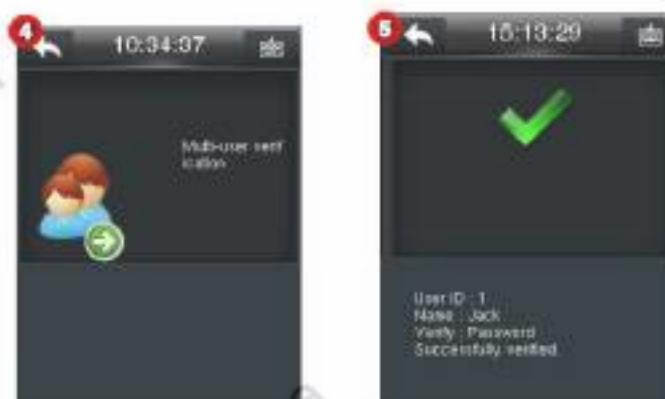 4
10:34:37
Multi-user verif
ication
5
15:13:29
User ID : 1
Name : Jack
Verify : Password
Successfully verified.